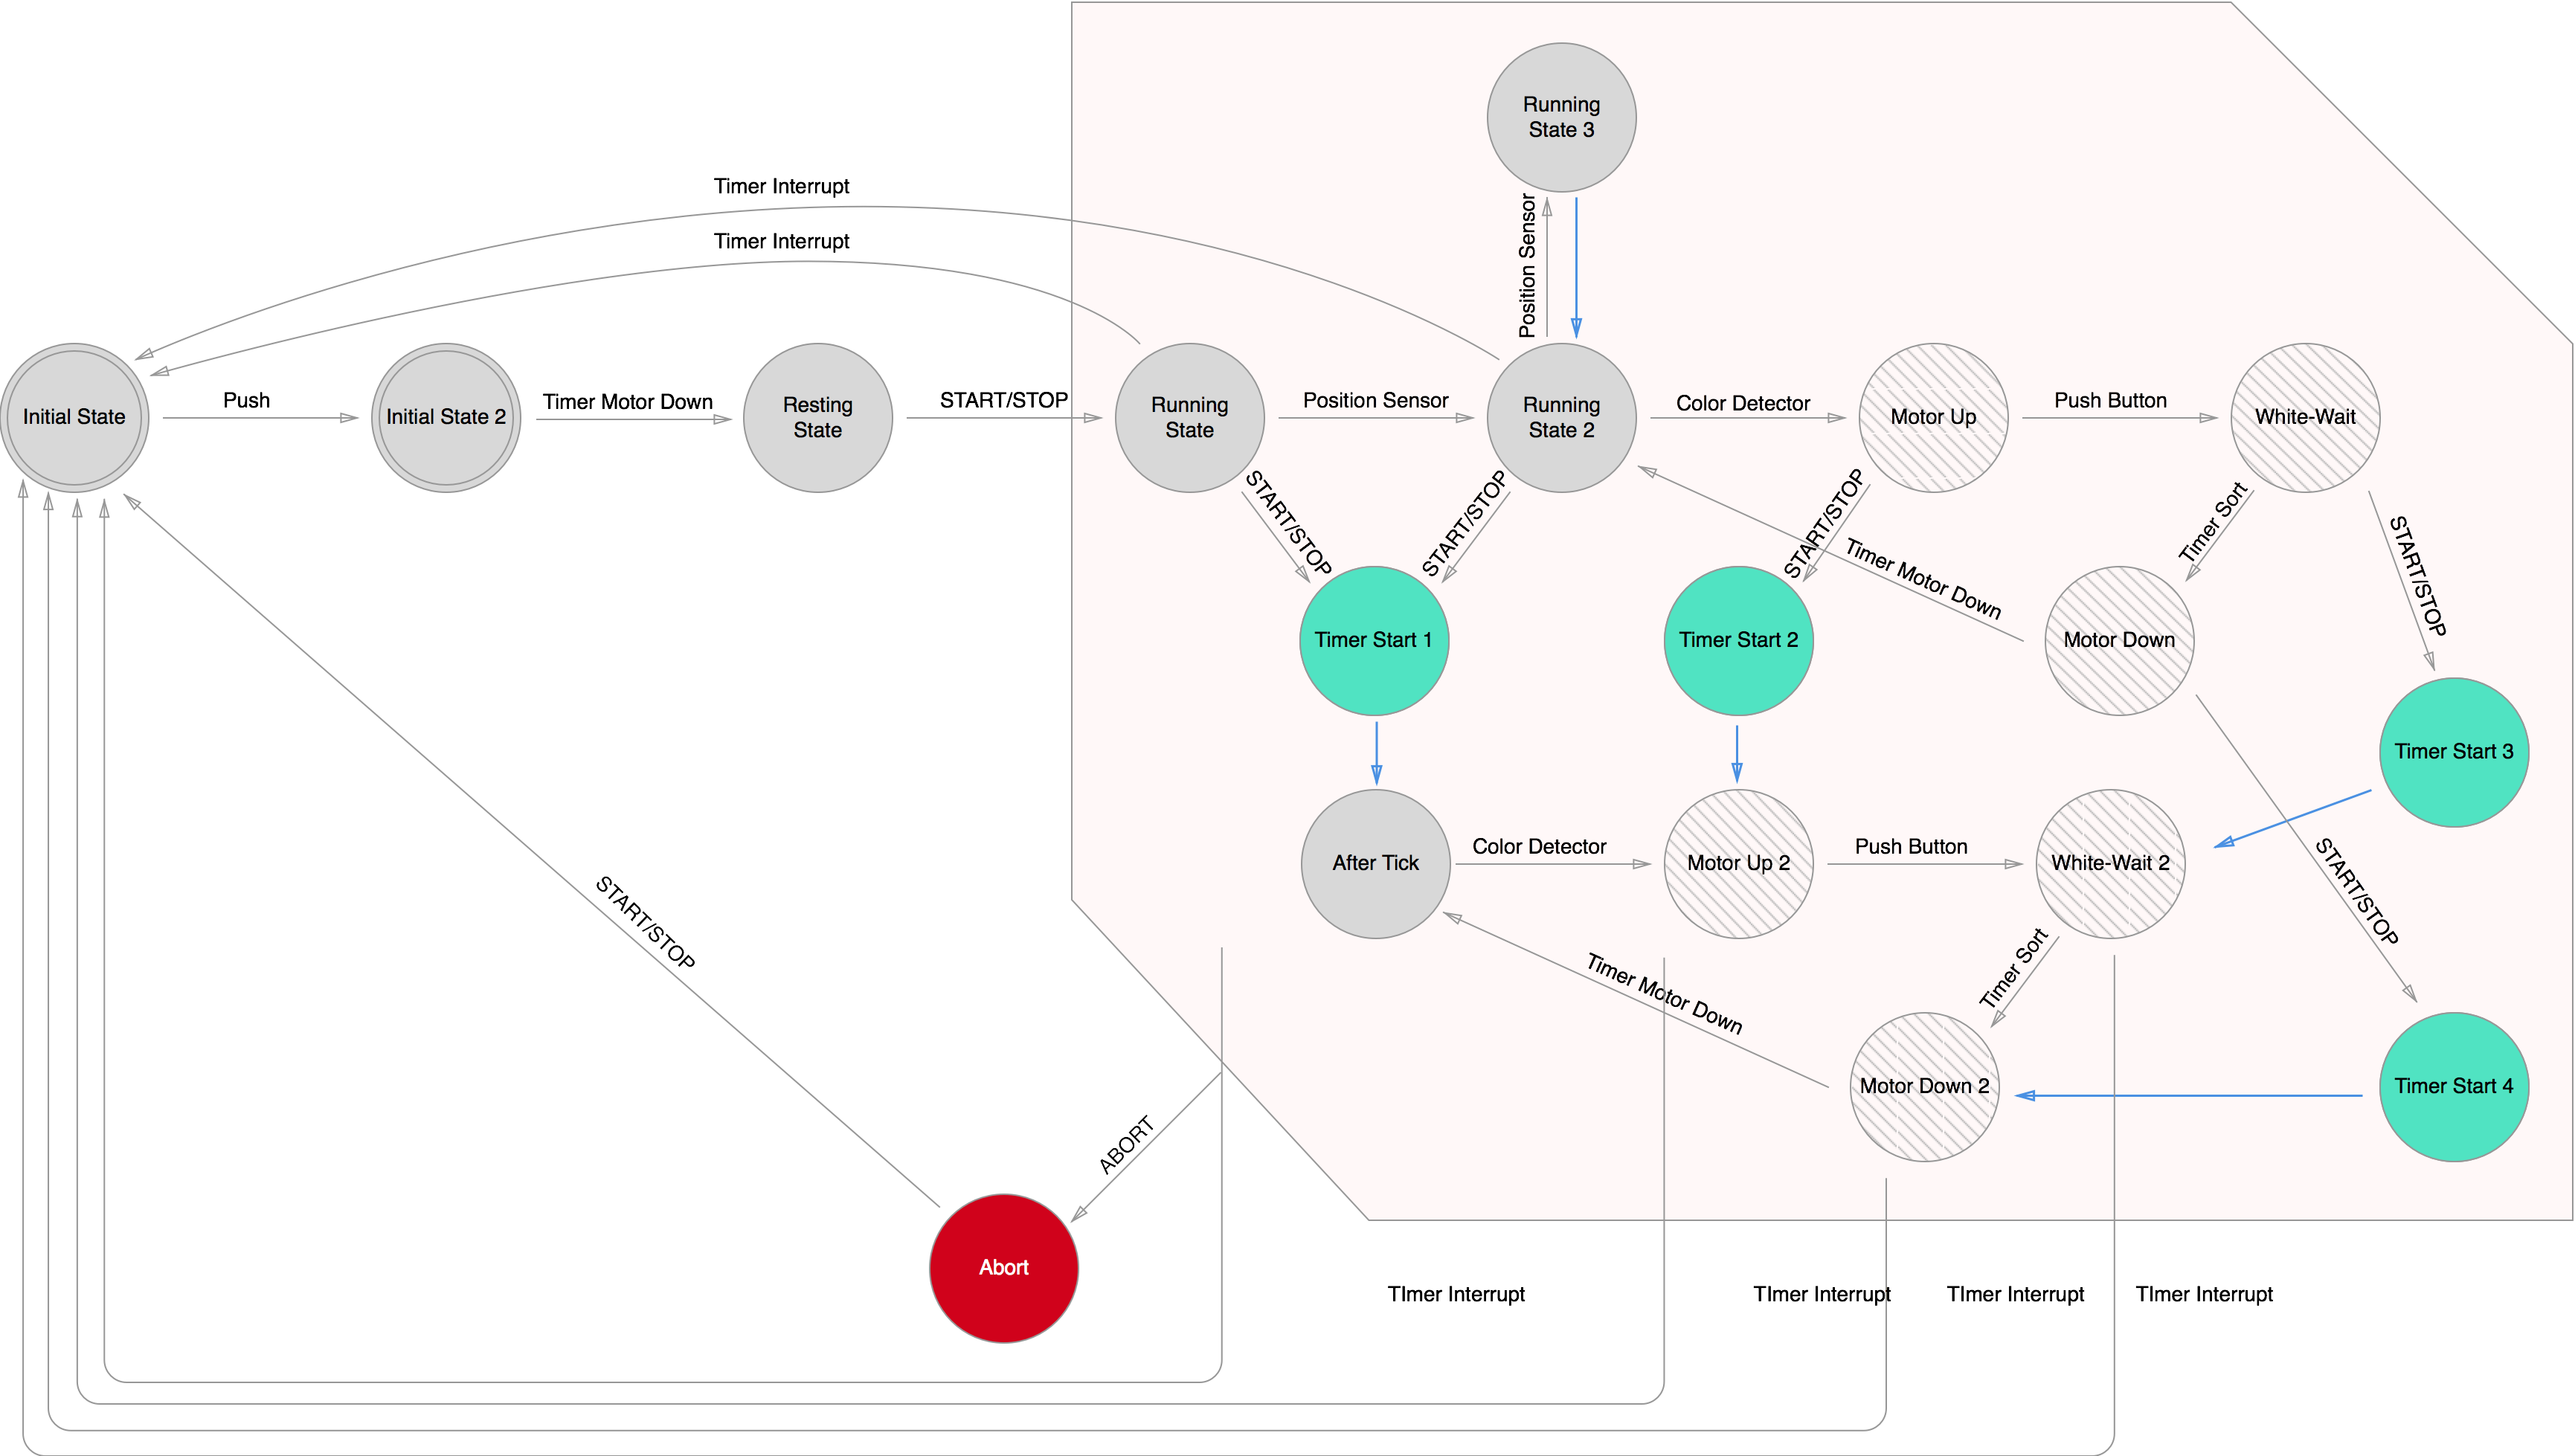 Running
State 3
Timer Interrupt
Timer Interrupt
Position Sensor
Initial State
Push
Initial State 2
Timer Motor Down
Resting
State
START/STOP
Running
State
Position Sensor
Running
State 2
Color Detector
Motor Up
Push Button
White-Wait
START/STOP
START/STOP
START/STOP
Timer Motor Down
Timer Sort
START/STOP
Timer Start 1
Timer Start 2
Motor Down
Timer Start 3
After Tick
Color Detector
Motor Up 2
Push Button
White-Wait 2
START/STOP
START/STOP
Timer Motor Down
Timer Sort
Motor Down 2
Timer Start 4
ABORT
Abort
TImer Interrupt
TImer Interrupt
TImer Interrupt
TImer Interrupt